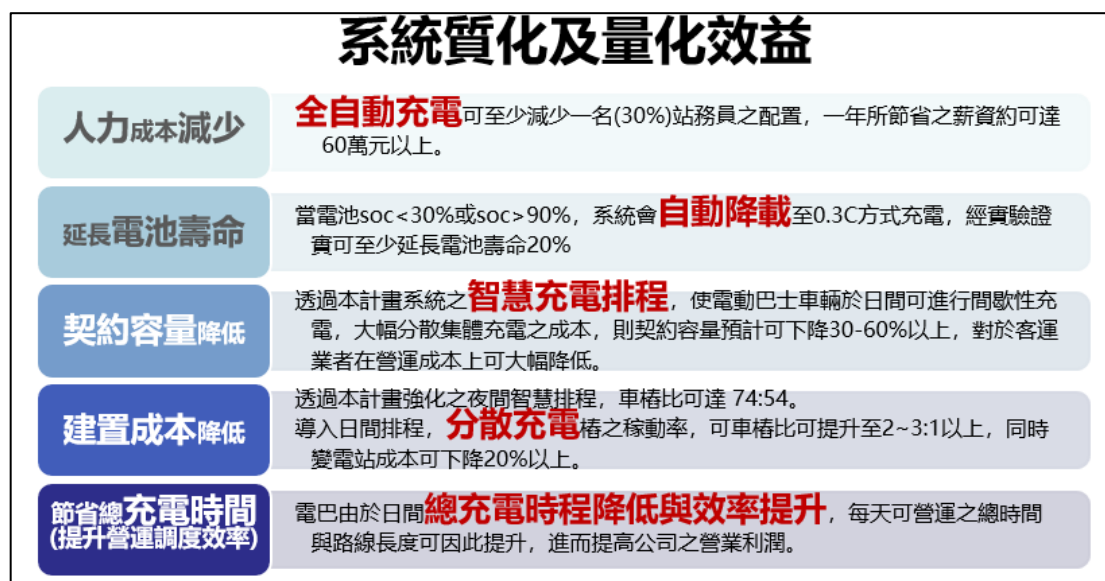 系統質化及量化效益
人力成本減少
全自動充電可至少減少一名(30%)站務員之配置，一年所節省之薪資約可達
60萬元以上。
延長電池壽命
當電池soc<30%或soc>90%，系統會自動降載至0.3C方式充電，經實驗證
實可至少延長電池壽命20%
契約容量降低
透過本計畫系統之智慧充電排程，使電動巴士車輛於日間可進行間歇性充
電，大幅分散集體充電之成本，則契約容量預計可下降30-60%以上，對於客運
業者在營運成本上可大幅降低。
建置成本降低
透過本計畫強化之夜間智慧排程，車樁比可達 74:54。
導入日間排程，分散充電樁之稼動率，可車樁比可提升至2~3:1以上，同時
變電站成本可下降20%以上。
節省總充電時間
(提升營運調度效率)
電巴由於日間總充電時程降低與效率提升，每天可營運之總時間
與路線長度可因此提升，進而提高公司之營業利潤。